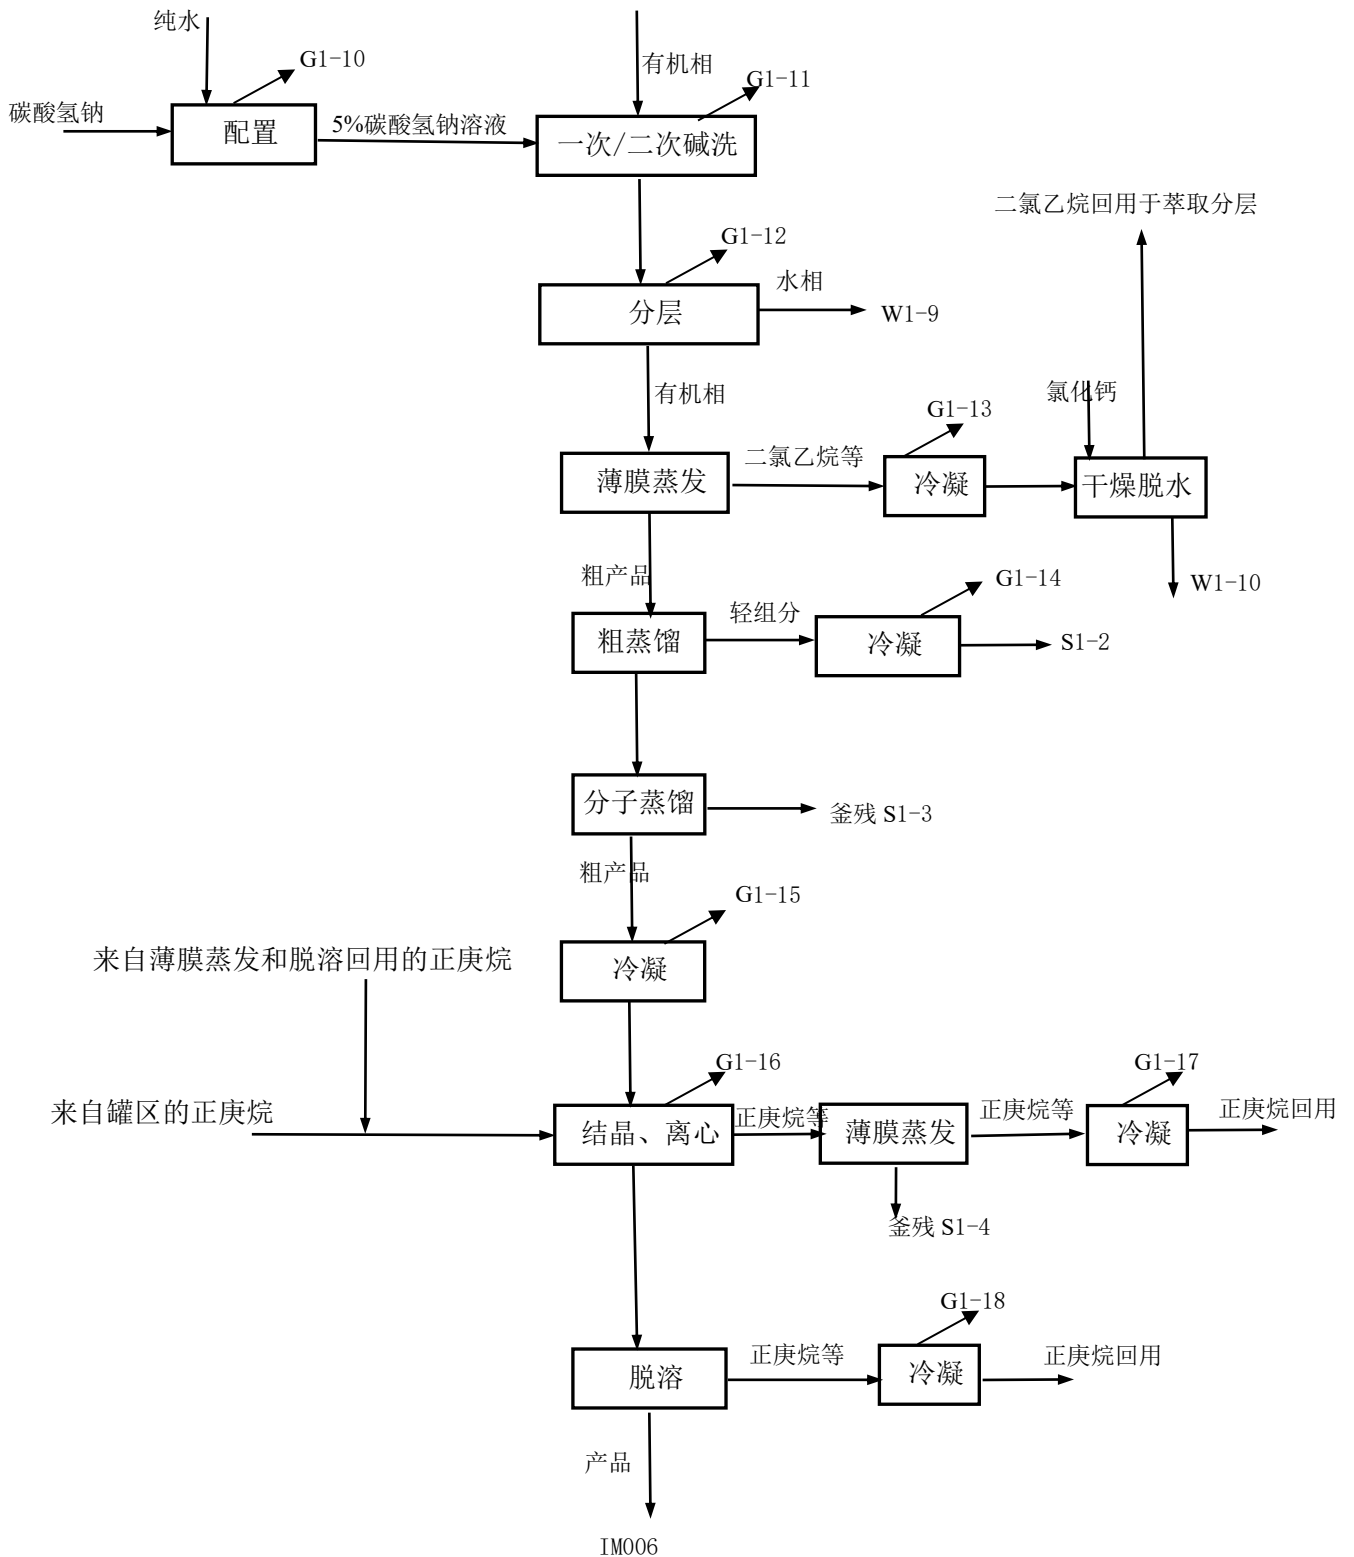 纯水
G1-10
有机相
G1-11
碳酸氢钠
配置
5%碳酸氢钠溶液
一次/二次碱洗
二氯乙烷回用于萃取分层
G1-12
水相
分层
W1-9
有机相
氯化钙
G1-13
二氯乙烷等
薄膜蒸发
冷凝
干燥脱水
粗产品
G1-14
W1-10
轻组分
粗蒸馏
冷凝
S1-2
分子蒸馏
釜残 S1-3
粗产品
G1-15
来自薄膜蒸发和脱溶回用的正庚烷
冷凝
G1-16
G1-17
来自罐区的正庚烷
正庚烷等
正庚烷等
正庚烷回用
结晶、离心
薄膜蒸发
冷凝
釜残 S1-4
G1-18
正庚烷等
正庚烷回用
脱溶
冷凝
产品
IM006